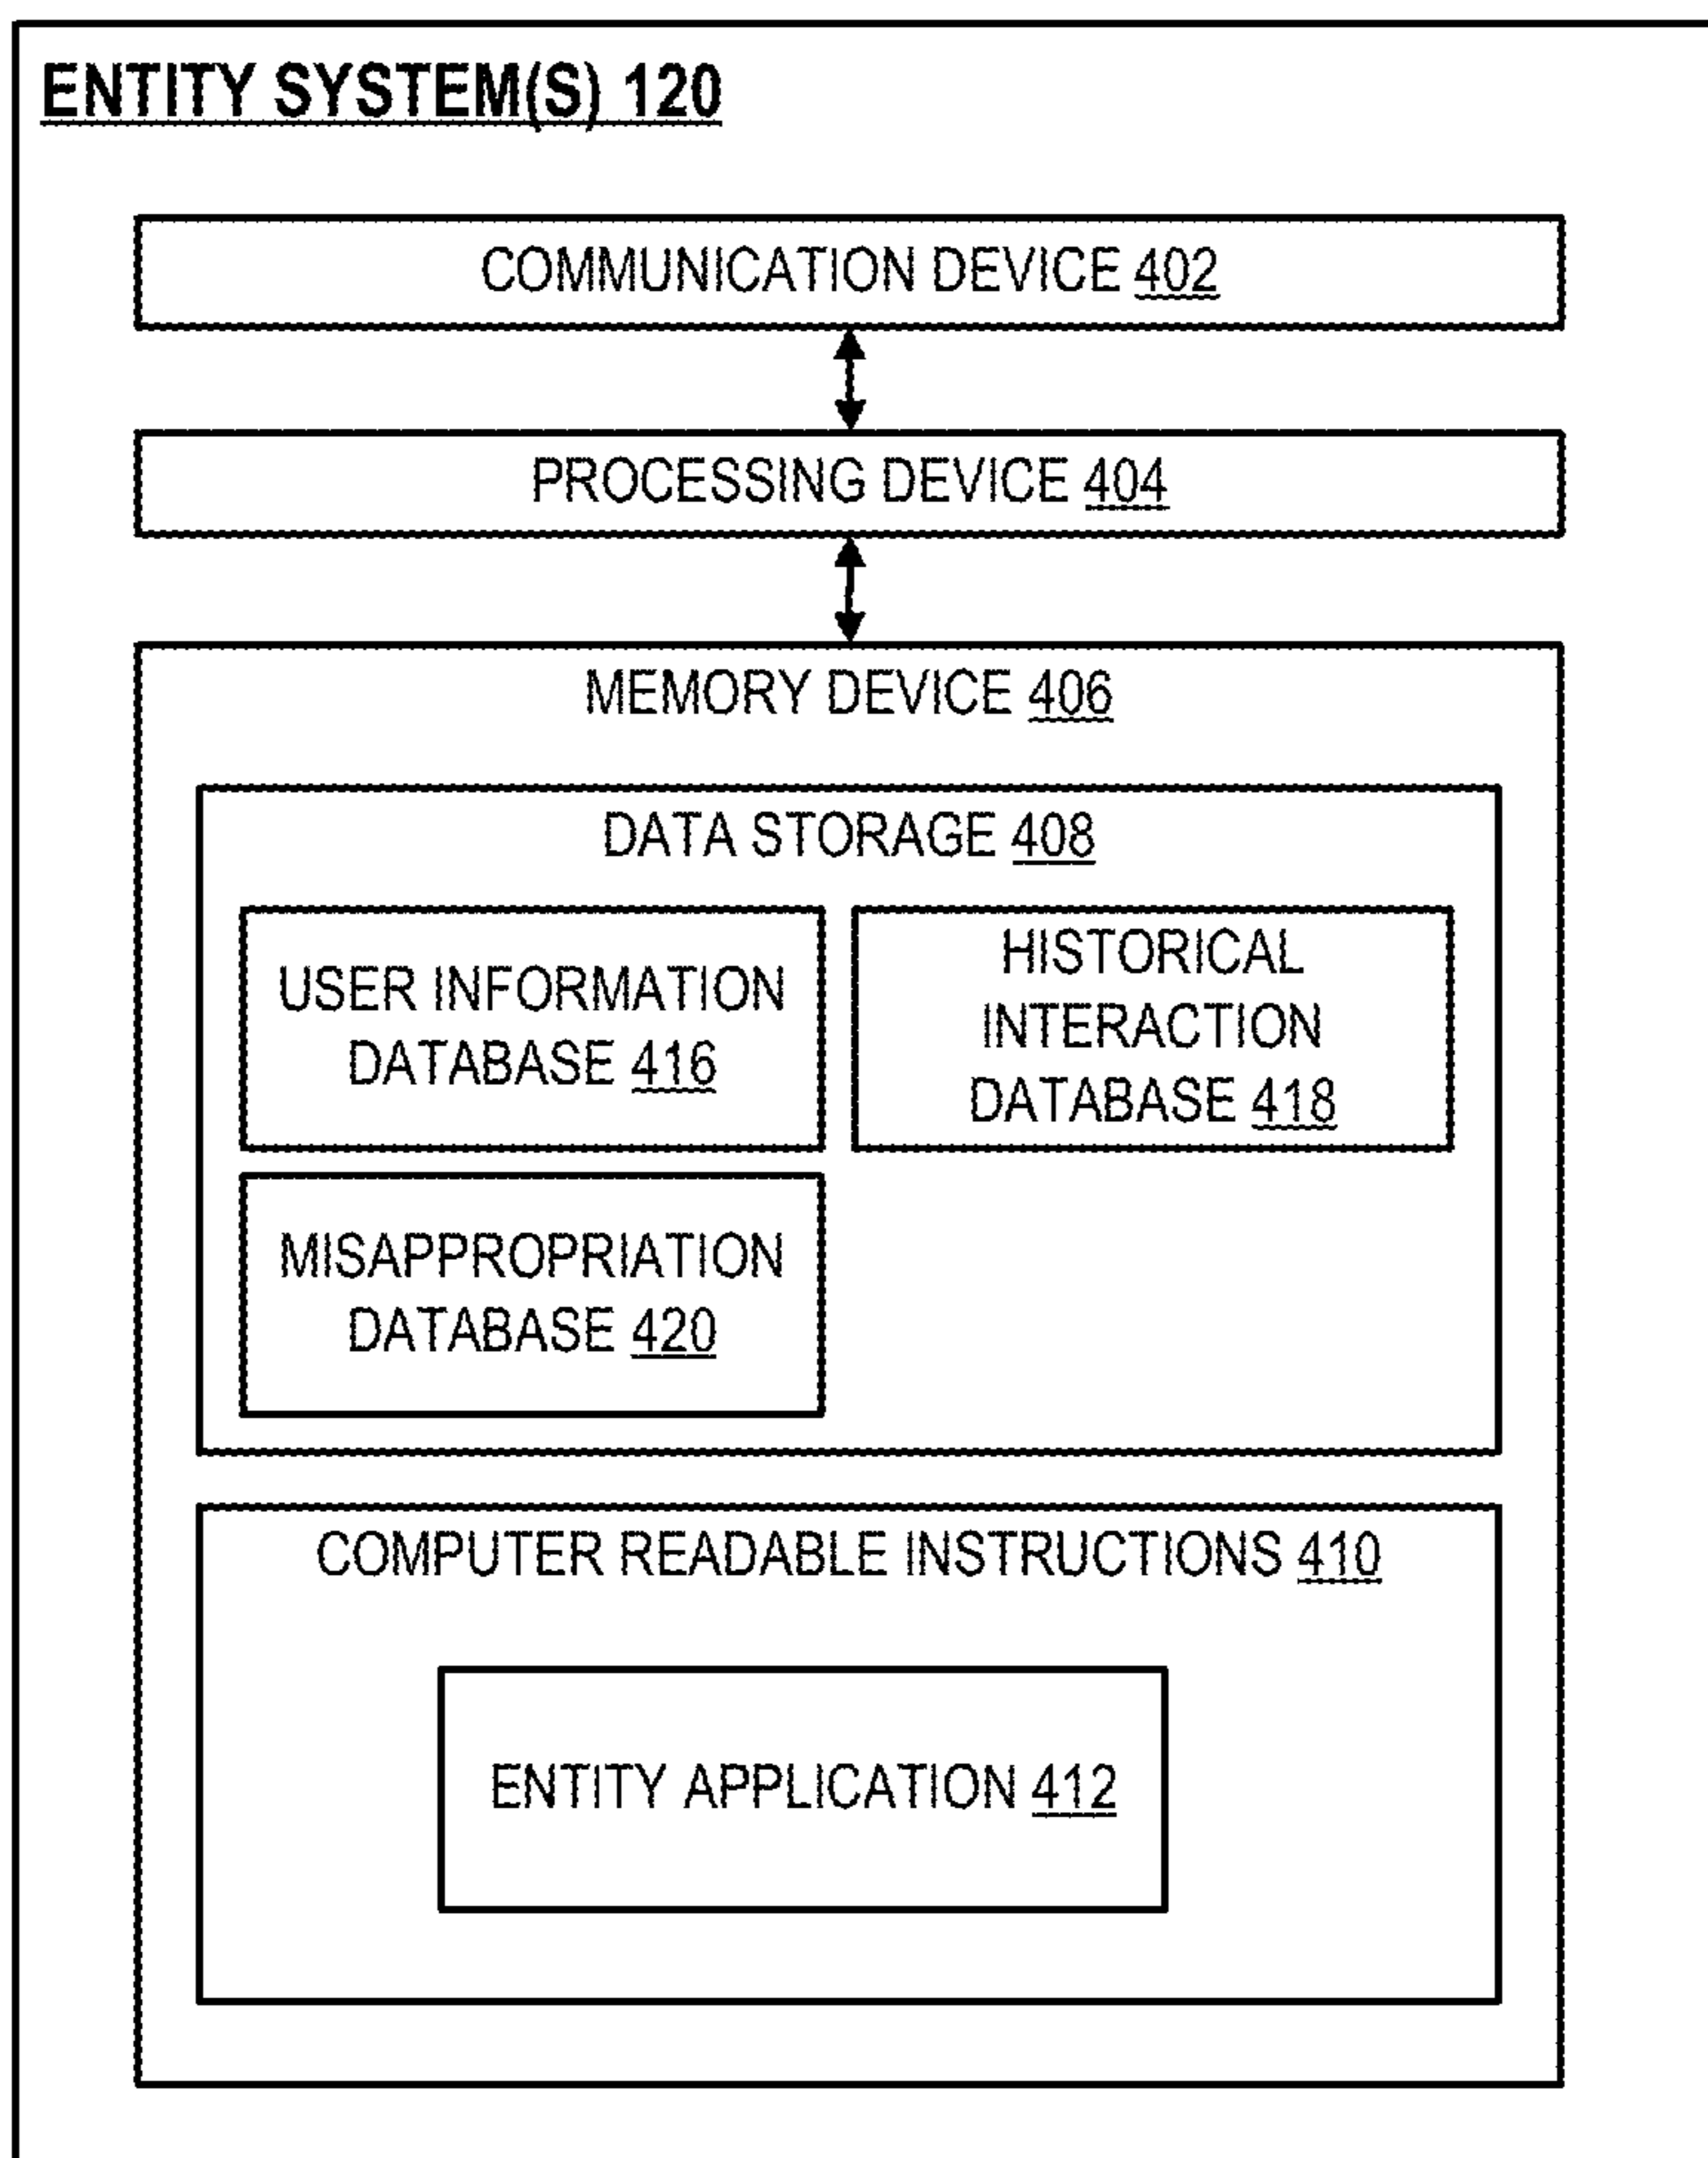 ENTITY SYSTEM(S) 120
COMMUNICATION DEVICE 402
PROCESSING DEVICE 404
MEMORY DEVICE 406
DATA STORAGE 408
USER INFORMATION
DATABASE 416
HISTORICAL
INTERACTION
DATABASE 418
MISAPPROPRIATION
DATABASE 420
COMPUTER READABLE INSTRUCTIONS 410
ENTITY APPLICATION 412